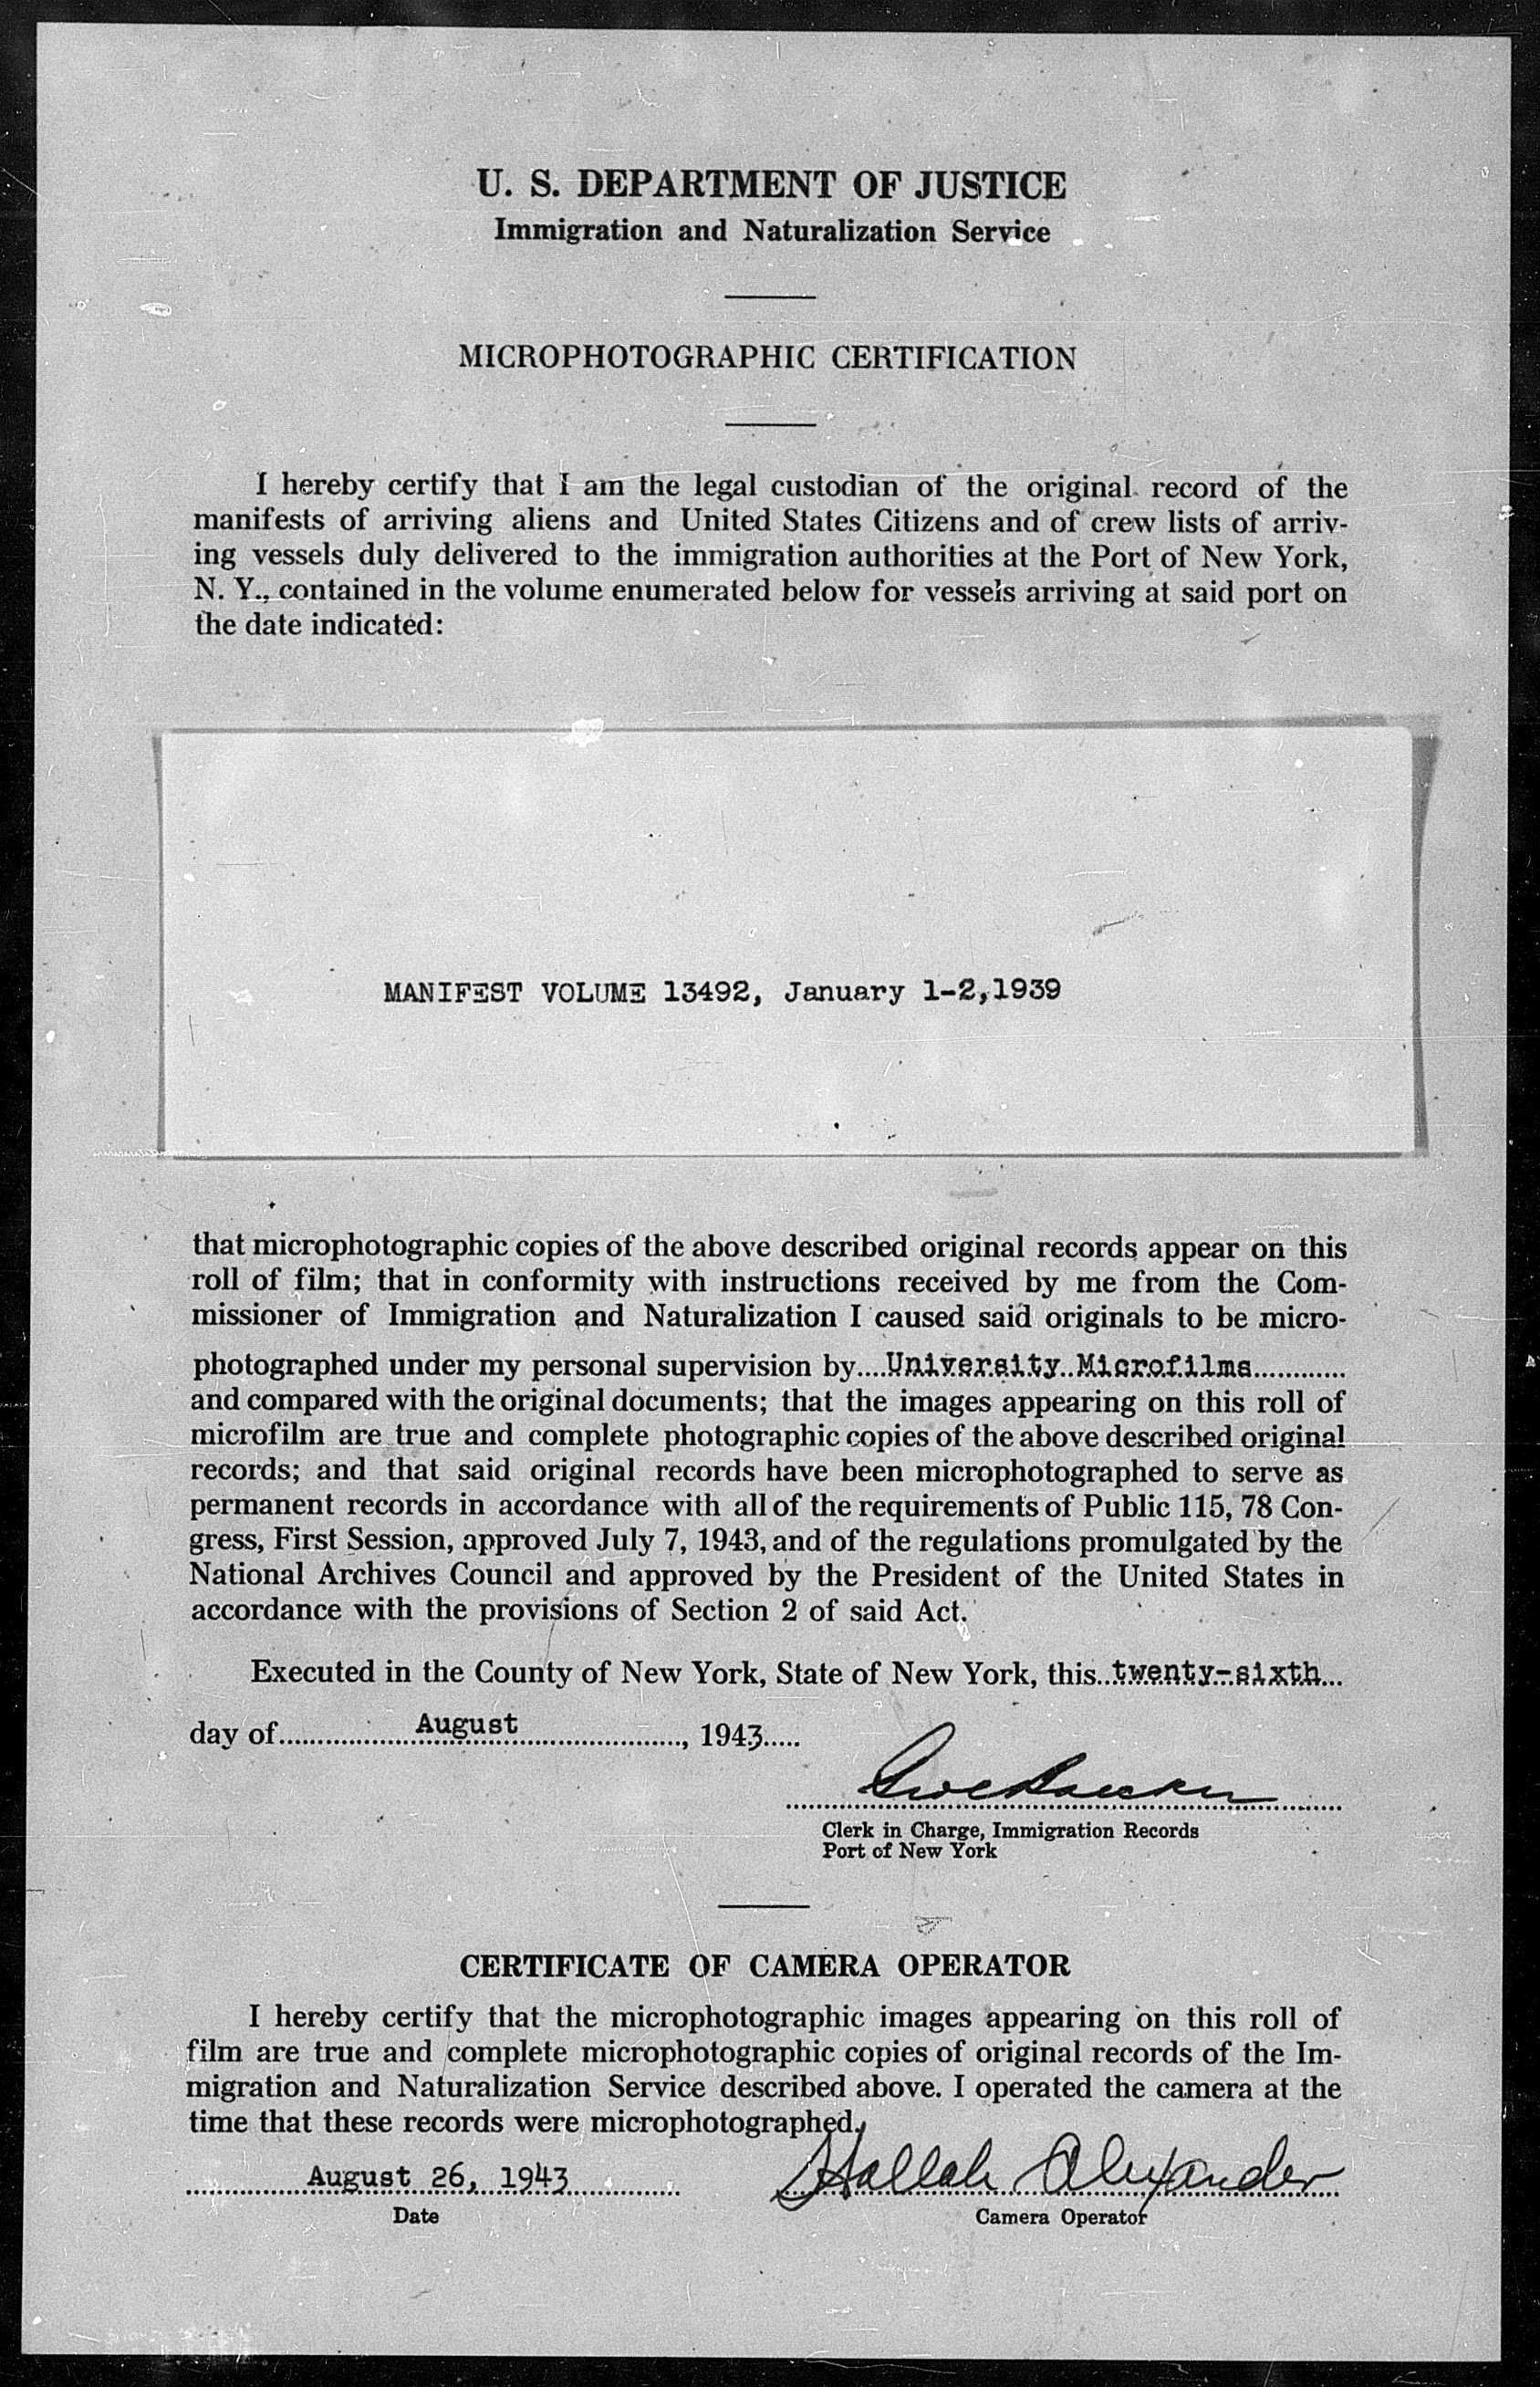 U. S. DEPARTMENT OF JUSTICE
Immigration and Naturalization Service
MICROPHOTOGRAPHIC CERTIFICATION
I hereby certify that I am the legal custodian of the original record of the
manifests of arriving aliens and United States Citizens and of crew lists of arriv-
ing vessels duly delivered to the immigration authorities at the Port of New York,
N. Y., contained in the volume enumerated below for vessels arriving at said port on
the date indicated:
MANIFEST VOLUME 13492, January 1-2,1939
that microphotographic copies of the above described original records appear on this
roll of film; that in conformity with instructions received by me from the Com-
missioner of Immigration and Naturalization I caused said originals to be micro-
photographed under my personal supervision by....University Microfilms............
and compared with the original documents; that the images appearing on this roll of
microfilm are true and complete photographic copies of the above described original
records; and that said original records have been microphotographed to serve as
permanent records in accordance with all of the requirements of Public 115, 78 Con-
gress, First Session, approved July 7, 1943, and of the regulations promulgated by the
National Archives Council and approved by the President of the United States in
accordance with the provisions of Section 2 of said Act.
Executed in the County of New York, State of New York, this...twenty-sixth...
day of..................August........................, 1943.....
Clerk in Charge, Immigration Records
Port of New York
CERTIFICATE OF CAMERA OPERATOR
I hereby certify that the microphotographic images appearing on this roll of
film are true and complete microphotographic copies of original records of the Im-
migration and Naturalization Service described above. I operated the camera at the
time that these records were microphotographed.
August 26, 1943 Hallah Alexander
Date Camera Operator